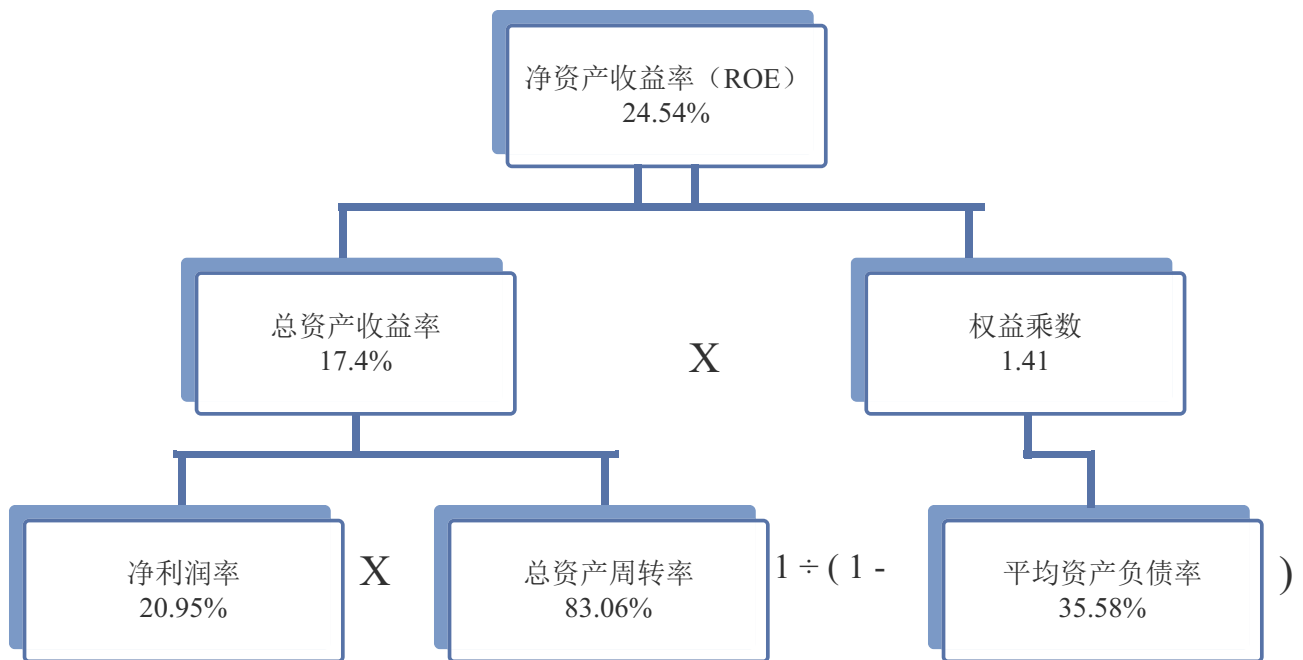 净资产收益率（ROE）
24.54%
总资产收益率
17.4%
X
权益乘数
1.41
净利润率
20.95%
X
总资产周转率
83.06%
1 ÷ ( 1 -
平均资产负债率
35.58%
)